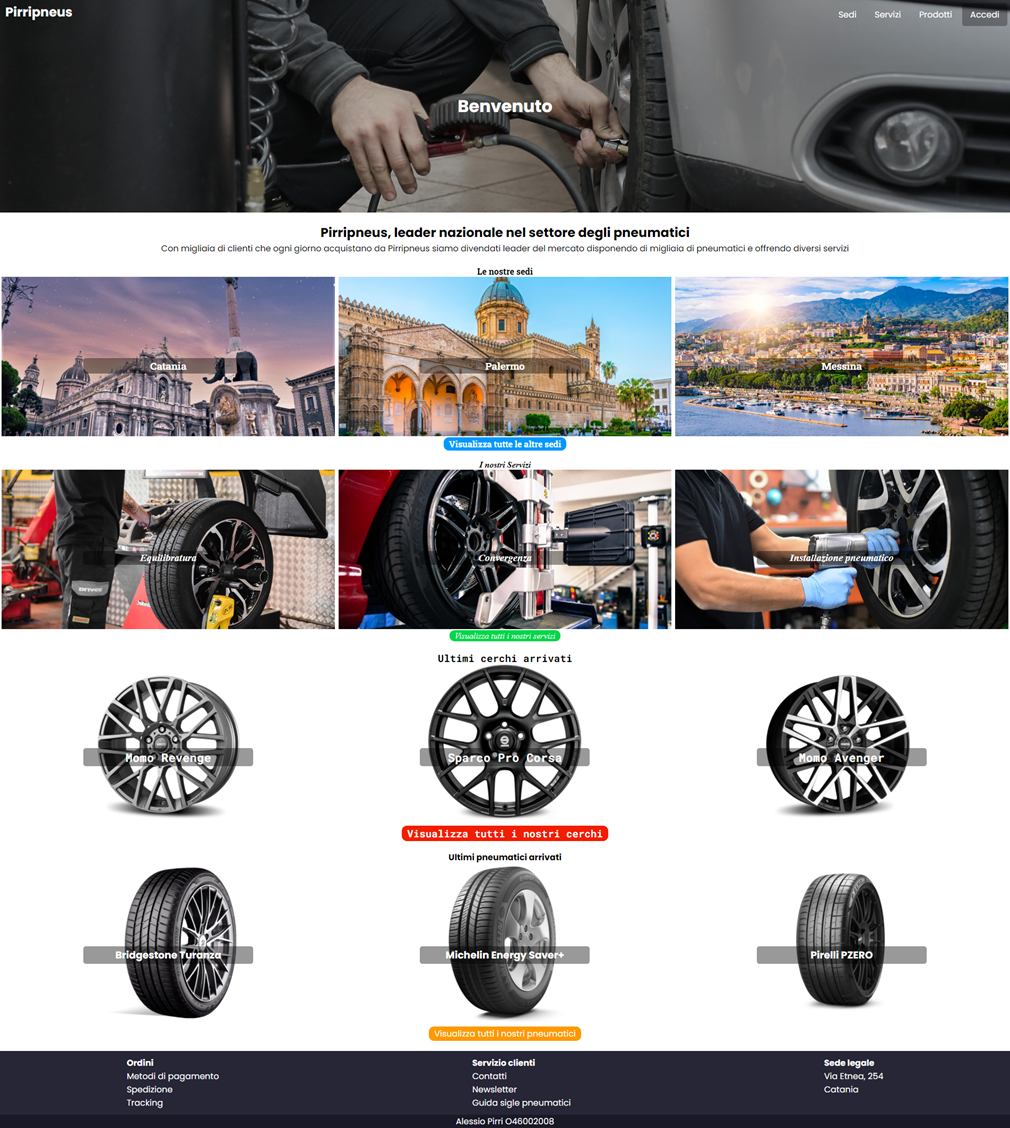 Pirripneus
Sedi Servizi Prodotti Accedi
Benvenuto
Pirripneus, leader nazionale nel settore degli pneumatici
Con migliaia di clienti che ogni giorno acquistano da Pirripneus siamo divendati leader del mercato disponendo di migliaia di pneumatici e offrendo diversi servizi
Le nostre sedi
Catania Palermo Messina
Visualizza tutte le altre sedi
I nostri Servizi
Equilibratura Convergenza Installazione pneumatico
Visualizza tutti i nostri servizi
Ultimi cerchi arrivati
Momo Revenge Sparco Pro Corsa Momo Avenger
Visualizza tutti i nostri cerchi
Ultimi pneumatici arrivati
Bridgestone Turanza Michelin Energy Saver+ Pirelli PZERO
Visualizza tutti i nostri pneumatici
Ordini Servizio clienti Sede legale
Metodi di pagamento Contatti Via Etnea, 254
Spedizione Newsletter Catania
Tracking Guida sigle pneumatici
Alessio Pirri O46002008